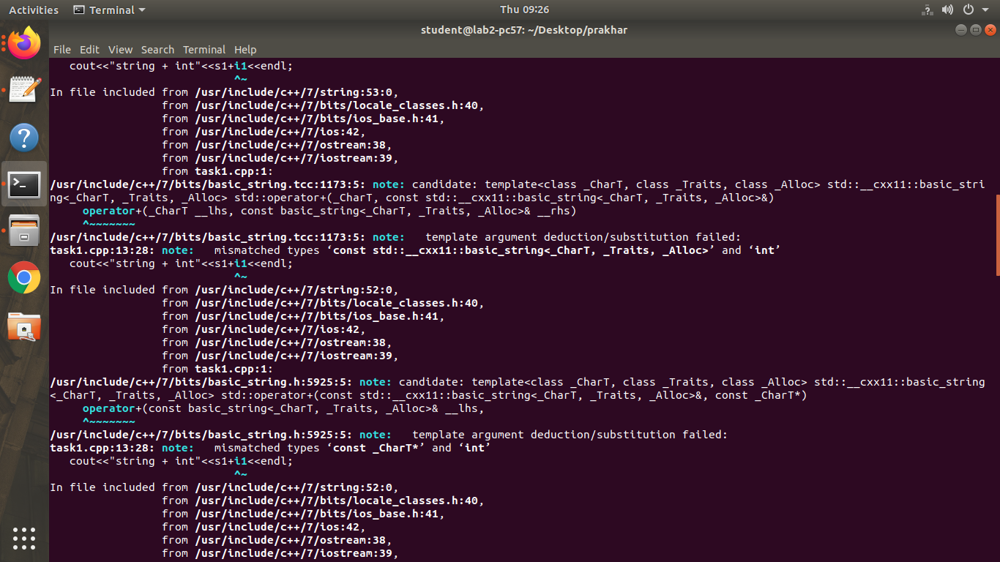 Activities Terminal Thu 09:26
student@lab2-pc57: ~/Desktop/prakhar
File Edit View Search Terminal Help
cout<<"string + int"<<s1+i1<<endl;
^~
In file included from /usr/include/c++/7/string:53:0,
from /usr/include/c++/7/bits/locale_classes.h:40,
from /usr/include/c++/7/bits/ios_base.h:41,
from /usr/include/c++/7/ios:42,
from /usr/include/c++/7/ostream:38,
from /usr/include/c++/7/iostream:39,
from task1.cpp:1:
/usr/include/c++/7/bits/basic_string.tcc:1173:5: note: candidate: template<class _CharT, class _Traits, class _Alloc> std::__cxx11::basic_stri
ng<_CharT, _Traits, _Alloc> std::operator+(_CharT, const std::__cxx11::basic_string<_CharT, _Traits, _Alloc>&)
operator+(_CharT __lhs, const basic_string<_CharT, _Traits, _Alloc>& __rhs)
^~~~~~~~
/usr/include/c++/7/bits/basic_string.tcc:1173:5: note:   template argument deduction/substitution failed:
task1.cpp:13:28: note:   mismatched types ‘const std::__cxx11::basic_string<_CharT, _Traits, _Alloc>’ and ‘int’
cout<<"string + int"<<s1+i1<<endl;
^~
In file included from /usr/include/c++/7/string:52:0,
from /usr/include/c++/7/bits/locale_classes.h:40,
from /usr/include/c++/7/bits/ios_base.h:41,
from /usr/include/c++/7/ios:42,
from /usr/include/c++/7/ostream:38,
from /usr/include/c++/7/iostream:39,
from task1.cpp:1:
/usr/include/c++/7/bits/basic_string.h:5925:5: note: candidate: template<class _CharT, class _Traits, class _Alloc> std::__cxx11::basic_string
<_CharT, _Traits, _Alloc> std::operator+(const std::__cxx11::basic_string<_CharT, _Traits, _Alloc>&, const _CharT*)
operator+(const basic_string<_CharT, _Traits, _Alloc>& __lhs,
^~~~~~~~
/usr/include/c++/7/bits/basic_string.h:5925:5: note:   template argument deduction/substitution failed:
task1.cpp:13:28: note:   mismatched types ‘const _CharT*’ and ‘int’
cout<<"string + int"<<s1+i1<<endl;
^~
In file included from /usr/include/c++/7/string:52:0,
from /usr/include/c++/7/bits/locale_classes.h:40,
from /usr/include/c++/7/bits/ios_base.h:41,
from /usr/include/c++/7/ios:42,
from /usr/include/c++/7/ostream:38,
from /usr/include/c++/7/iostream:39,